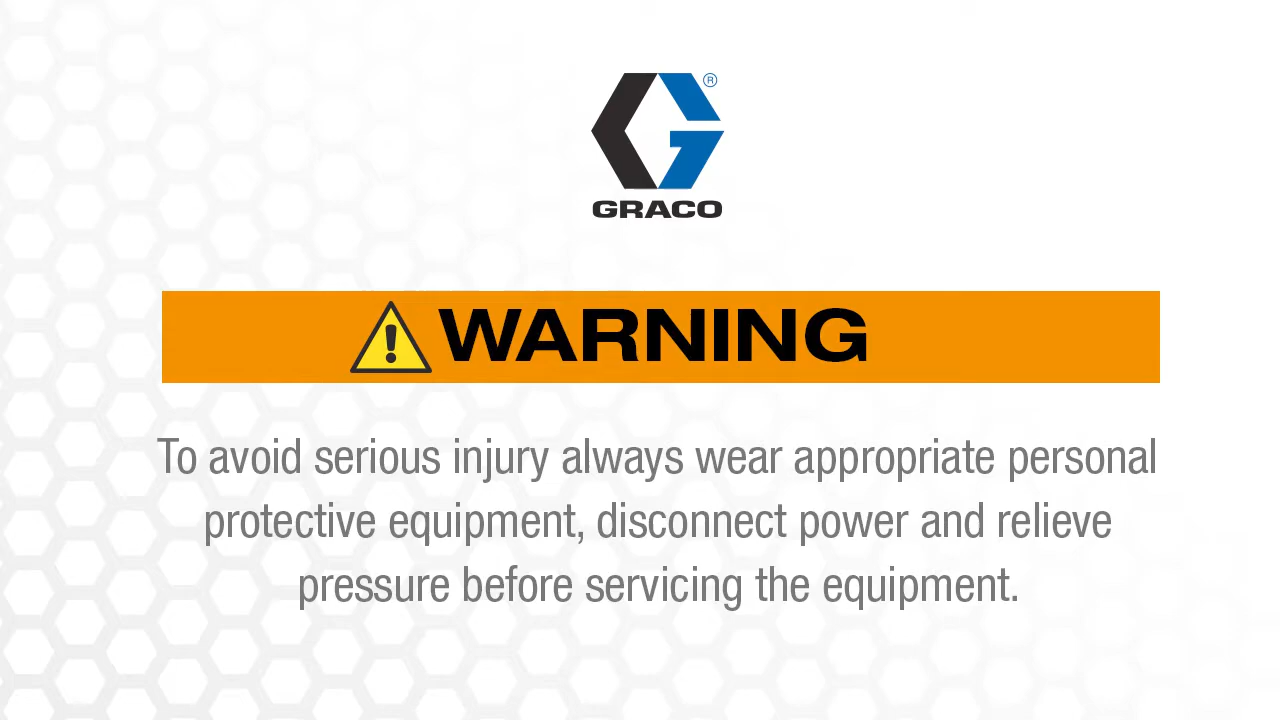 ®
GRACO
WARNING
To avoid serious injury always wear appropriate personal
protective equipment, disconnect power and relieve
pressure before servicing the equipment.